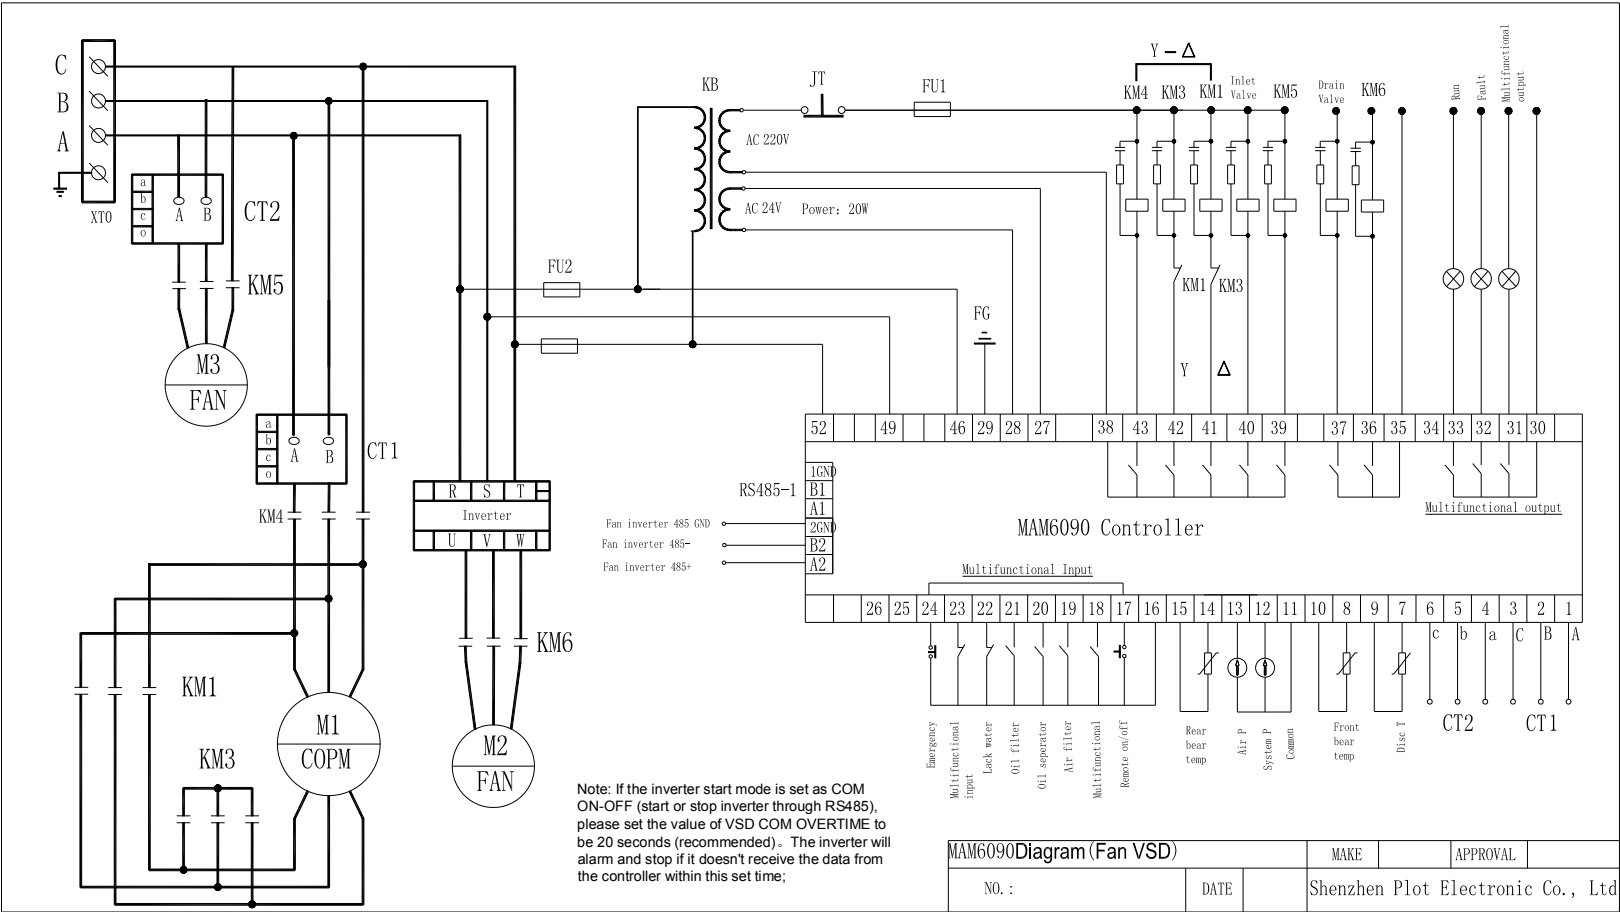 C
B
A
XT0
a
b
c
o
A B
CT2
KM5
M3
FAN
a
b
c
o
A B
CT1
KM4
KM1
M1
COPM
KM3
R S T
Inverter
U V W
KM6
M2
FAN
FU2
KB
AC 220V
AC 24V Power: 20W
JT
FU1
Y-Δ
KM4 KM3 KM1 Inlet Valve KM5
Drain Valve KM6
Run
Fault
Multifunctional output
KM1 KM3
Y Δ
FG
52 49 46 29 28 27 38 43 42 41 40 39 37 36 35 34 33 32 31 30
RS485-1
1GND
B1
A1
Fan inverter 485 GND 2GND
Fan inverter 485- B2
Fan inverter 485+ A2
MAM6090 Controller
Multifunctional output
Multifunctional Input
26 25 24 23 22 21 20 19 18 17 16 15 14 13 12 11 10 8 9 7 6 5 4 3 2 1
c b a C B A
CT2 CT1
Emergency
Multifunctional input
Lack water
Oil filter
Oil seperator
Air filter
Multifunctional
Remote on/off
Rear bear temp
Air P
System P
Common
Front bear temp
Disc T
Note: If the inverter start mode is set as COM
ON-OFF (start or stop inverter through RS485),
please set the value of VSD COM OVERTIME to
be 20 seconds (recommended)。The inverter will
alarm and stop if it doesn't receive the data from
the controller within this set time;
MAM6090Diagram(Fan VSD) MAKE APPROVAL
NO.: DATE Shenzhen Plot Electronic Co., Ltd